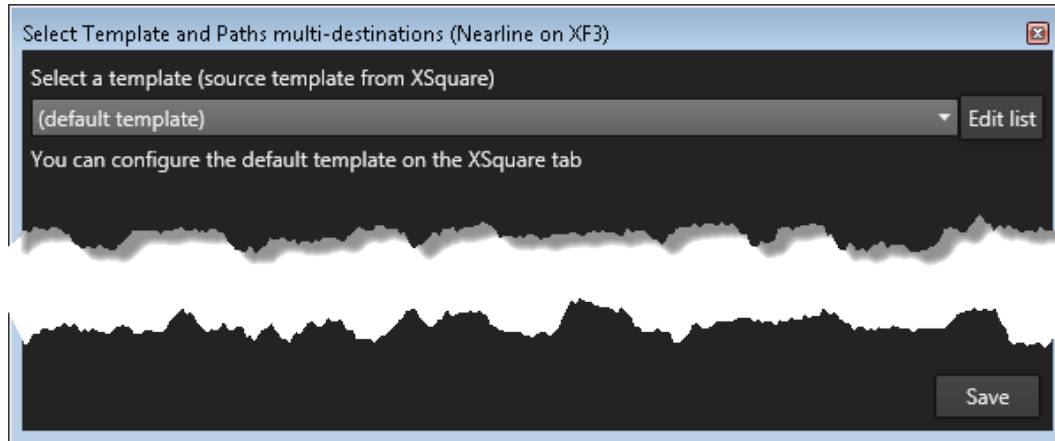 Select Template and Paths multi-destinations (Nearline on XF3)
Select a template (source template from XSquare)
(default template)
Edit list
You can configure the default template on the XSquare tab
Save